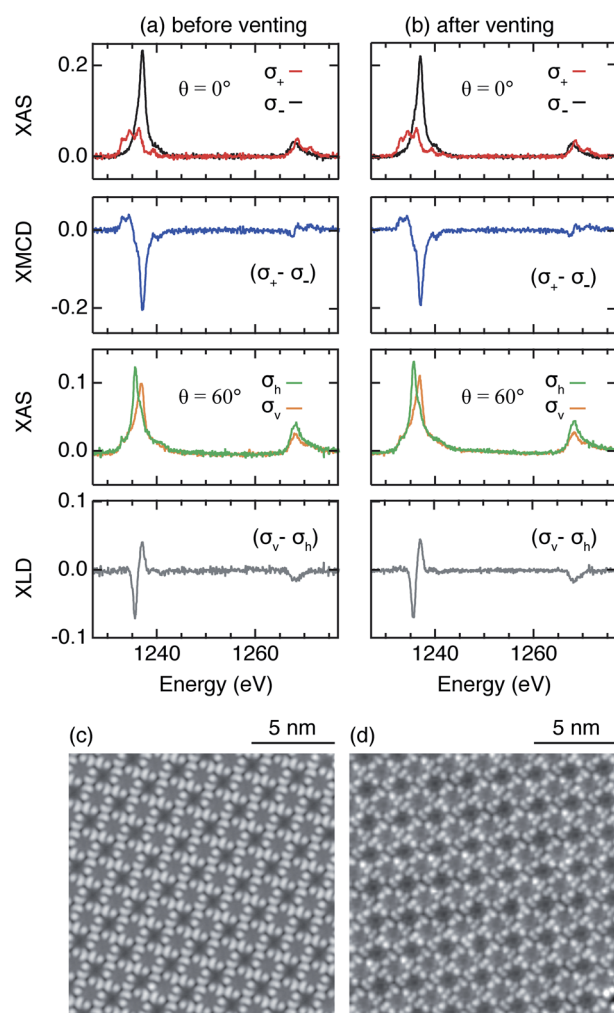 (a) before venting (b) after venting
XAS
0.2
0.0
θ = 0°
σ+
σ-
θ = 0°
σ+
σ-
XMCD
0.0
-0.2
(σ+- σ-)
(σ+- σ-)
XAS
0.1
0.0
θ = 60°
σh
σv
θ = 60°
σh
σv
XLD
0.1
0.0
-0.1
(σv- σh)
(σv- σh)
1240 1260 1240 1260
Energy (eV) Energy (eV)
(c) 5 nm (d) 5 nm